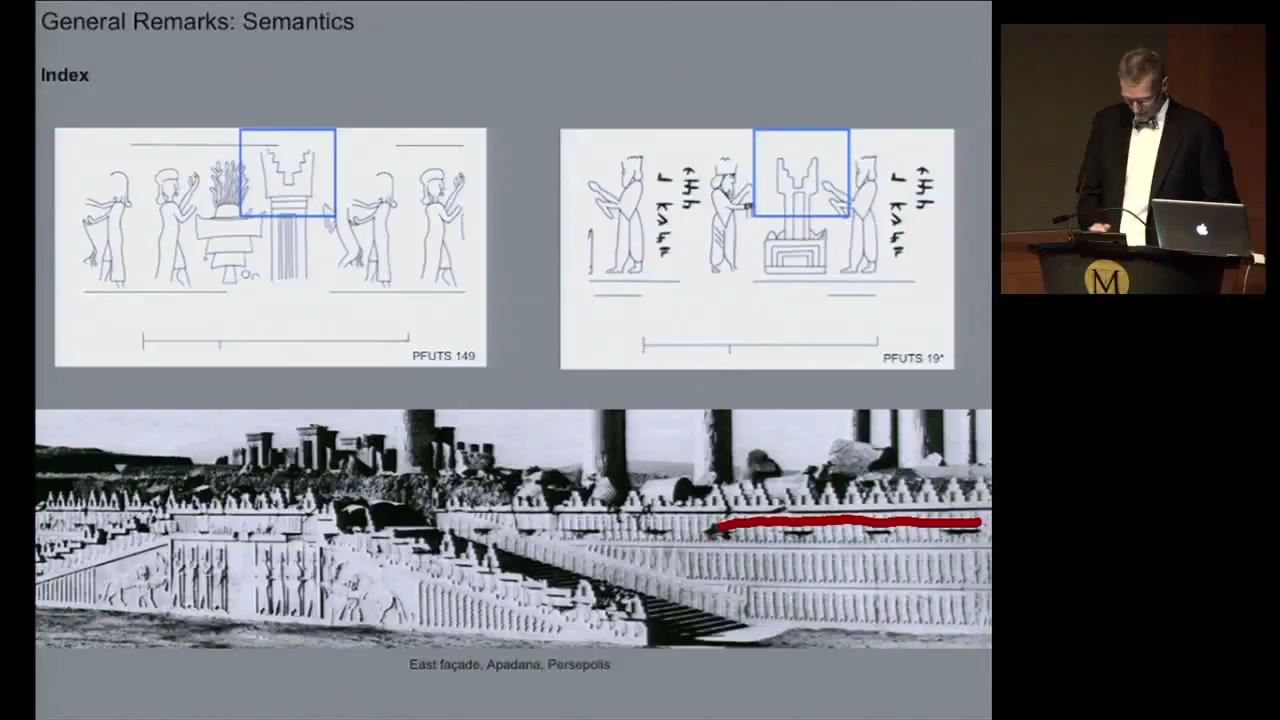 General Remarks: Semantics
Index
PFUTS 149
PFUTS 19*
East façade, Apadana, Persepolis
M